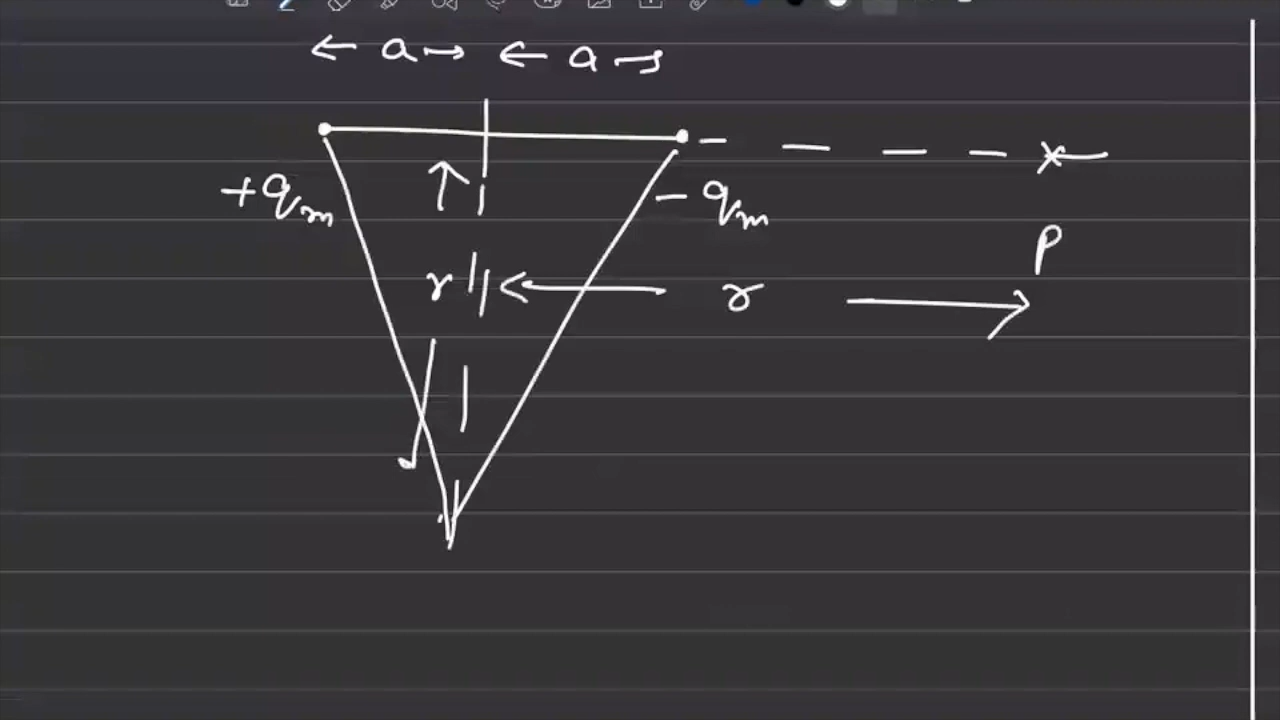 ← a → ← a →
+qm - qm
P
r r